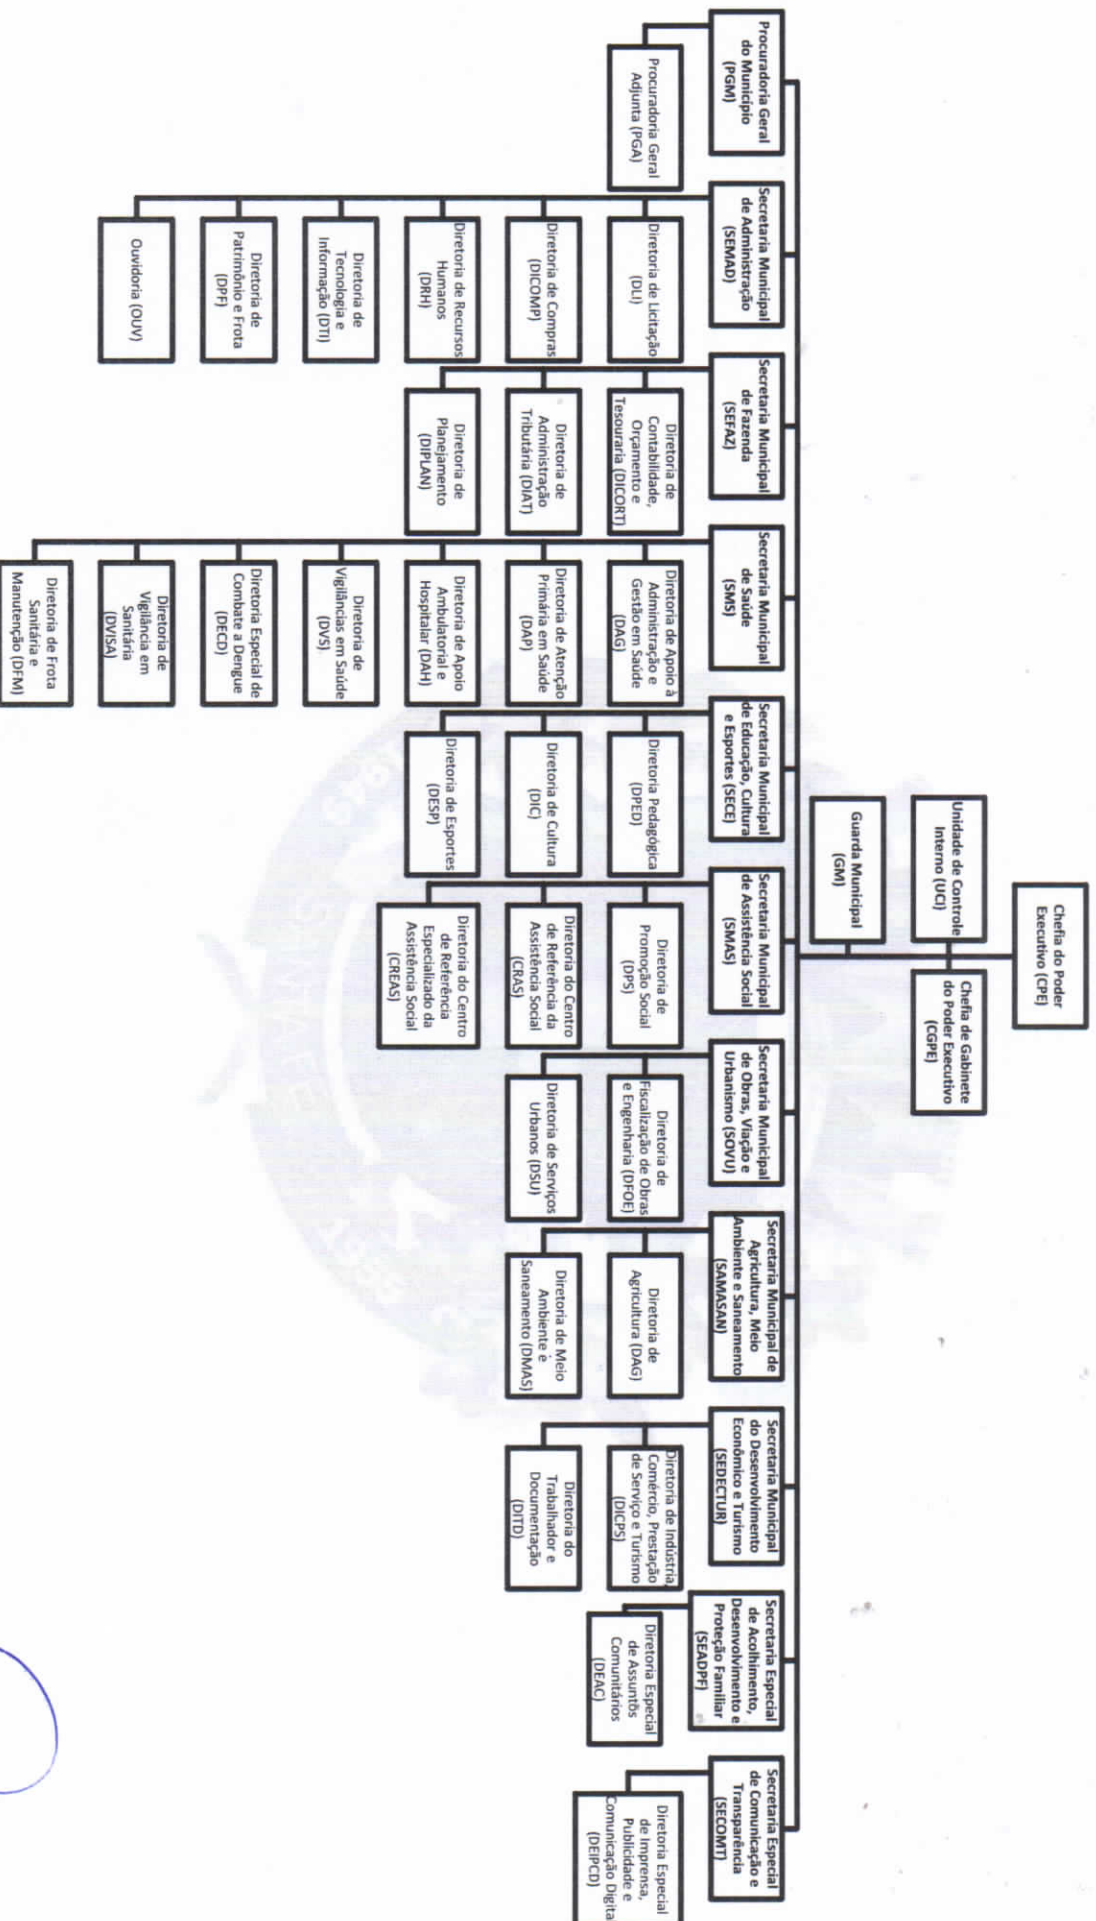 Chefia do Poder
Executivo (CPE)
Unidade de Controle
Interno (UCI)
Chefia de Gabinete
do Poder Executivo
(CGPE)
Guarda Municipal
(GM)
Procuradoria Geral
do Município
(PGM)
Procuradoria Geral
Adjunta (PGA)
Secretaria Municipal
de Administração
(SEMAD)
Diretoria de Licitação
(DLI)
Diretoria de Compras
(DICOMP)
Diretoria de Recursos
Humanos
(DRH)
Diretoria de
Tecnologia e
Informação (DTI)
Diretoria de
Patrimônio e Frota
(DPF)
Ouvidoria (OUV)
Secretaria Municipal
de Fazenda
(SEFAZ)
Diretoria de
Contabilidade,
Orçamento e
Tesouraria (DICORT)
Diretoria de
Administração
Tributária (DIAT)
Diretoria de
Planejamento
(DIPLAN)
Secretaria Municipal
de Saúde
(SMS)
Diretoria de Apoio à
Administração e
Gestão em Saúde
(DAG)
Diretoria de Atenção
Primária em Saúde
(DAP)
Diretoria de Apoio
Ambulatorial e
Hospitalar (DAH)
Diretoria de
Vigilâncias em Saúde
(DVS)
Diretoria Especial de
Combate a Dengue
(DECD)
Diretoria de
Vigilância em
Sanitária
(DVISA)
Diretoria de Frota
Sanitária e
Manutenção (DFM)
Secretaria Municipal
de Educação, Cultura
e Esportes (SECE)
Diretoria Pedagógica
(DPED)
Diretoria de Cultura
(DIC)
Diretoria de Esportes
(DESP)
Secretaria Municipal
de Assistência Social
(SMAS)
Diretoria de
Promoção Social
(DPS)
Diretoria do Centro
de Referência da
Assistência Social
(CRAS)
Diretoria do Centro
de Referência
Especializado da
Assistência Social
(CREAS)
Secretaria Municipal
de Obras, Viação e
Urbanismo (SOVU)
Diretoria de
Fiscalização de Obras
e Engenharia (DFOE)
Diretoria de Serviços
Urbanos (DSU)
Secretaria Municipal de
Agricultura, Meio
Ambiente e Saneamento
(SAMASAN)
Diretoria de
Agricultura (DAG)
Diretoria de Meio
Ambiente e
Saneamento (DMAS)
Secretaria Municipal
do Desenvolvimento
Econômico e Turismo
(SEDECTUR)
Diretoria de Indústria,
Comércio, Prestação
de Serviço e Turismo
(DICPS)
Diretoria do
Trabalhador e
Documentação
(DITD)
Secretaria Especial
de Acolhimento,
Desenvolvimento e
Proteção Familiar
(SEADPF)
Diretoria Especial
de Assuntos
Comunitários
(DEAC)
Secretaria Especial
de Comunicação e
Transparência
(SECOMT)
Diretoria Especial
de Imprensa,
Publicidade e
Comunicação Digital
(DEIPCD)